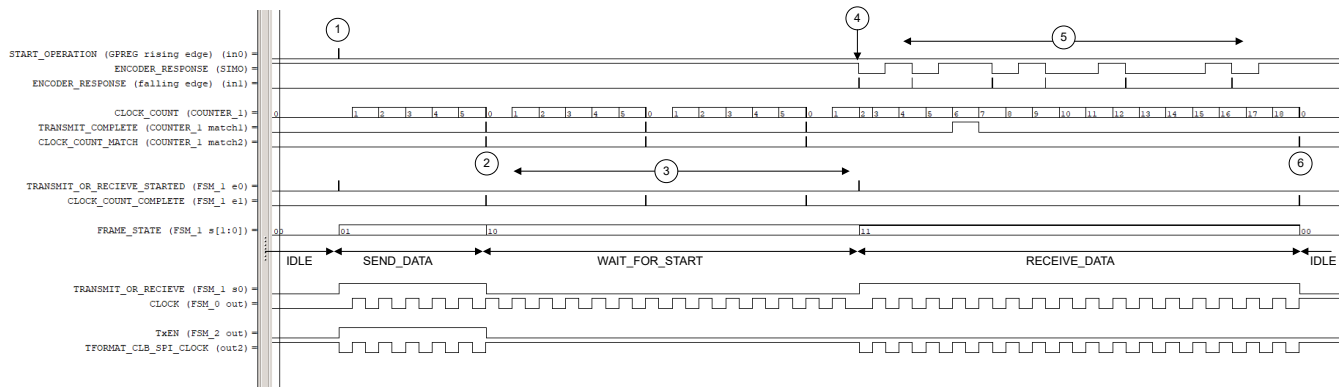 1
4
5
START_OPERATION (GPREG rising edge) (in0) =
ENCODER_RESPONSE (SIMO) =
ENCODER_RESPONSE (falling edge) (in1) =
CLOCK_COUNT (COUNTER_1) = 0 1 2 3 4 5 0 1 2 3 4 5 0 1 2 3 4 5 0 1 2 3 4 5 6 7 8 9 10 11 12 13 14 15 16 17 18 0
TRANSMIT_COMPLETE (COUNTER_1 match1) =
CLOCK_COUNT_MATCH (COUNTER_1 match2) =
2
3
6
TRANSMIT_OR_RECIEVE_STARTED (FSM_1 e0) =
CLOCK_COUNT_COMPLETE (FSM_1 e1) =
FRAME_STATE (FSM_1 s[1:0]) = 00 01 10 11 00
IDLE SEND_DATA WAIT_FOR_START RECEIVE_DATA IDLE
TRANSMIT_OR_RECIEVE (FSM_1 s0) =
CLOCK (FSM_0 out) =
TxEN (FSM_2 out) =
TFORMAT_CLB_SPI_CLOCK (out2) =